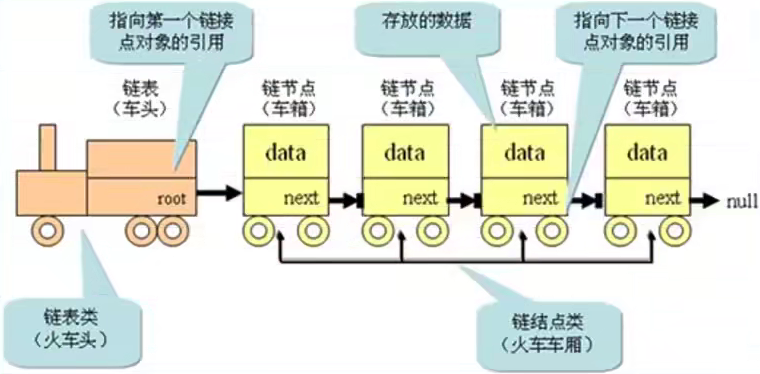 指向第一个链接
点对象的引用
存放的数据
指向下一个链接
点对象的引用
链表
（车头）
链节点
（车箱）
链节点
（车箱）
链节点
（车箱）
链节点
（车箱）
data
data
data
data
root
next
next
next
next
null
链表类
（火车头）
链结点类
（火车车厢）